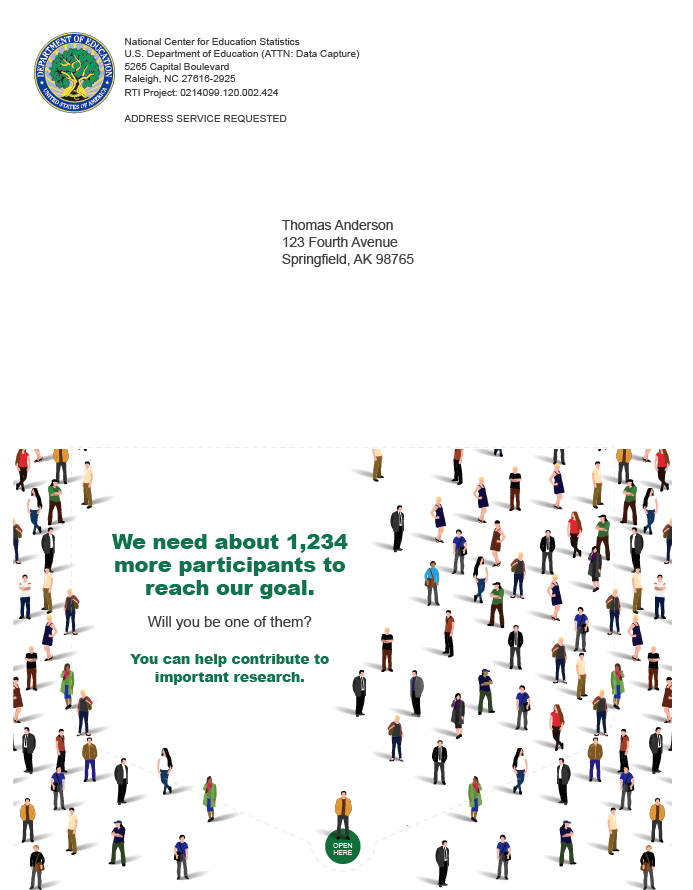 DEPARTMENT OF EDUCATION
UNITED STATES OF AMERICA
National Center for Education Statistics
U.S. Department of Education (ATTN: Data Capture)
5265 Capital Boulevard
Raleigh, NC 27616-2925
RTI Project: 0214099.120.002.424
ADDRESS SERVICE REQUESTED
Thomas Anderson
123 Fourth Avenue
Springfield, AK 98765
We need about 1,234
more participants to
reach our goal.
Will you be one of them?
You can help contribute to
important research.
OPEN
HERE